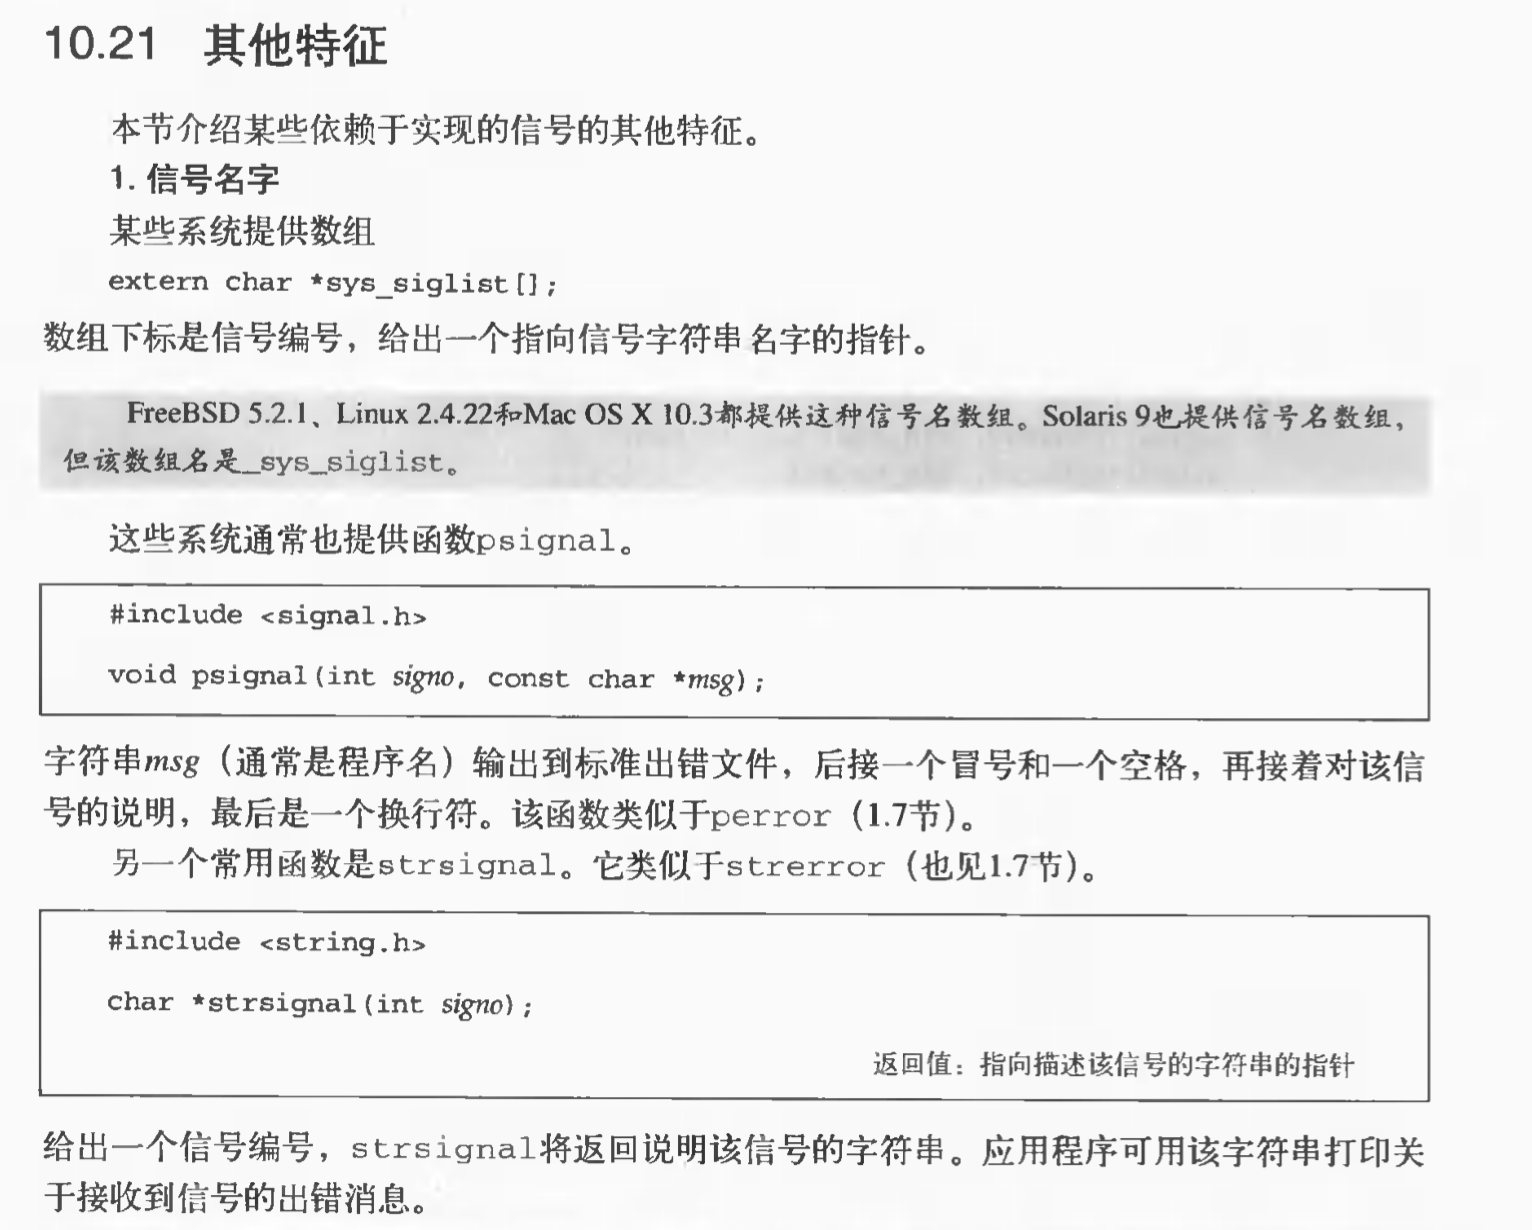 10.21 其他特征
本节介绍某些依赖于实现的信号的其他特征。
1. 信号名字
某些系统提供数组
extern char *sys_siglist[];
数组下标是信号编号，给出一个指向信号字符串名字的指针。
FreeBSD 5.2.1、Linux 2.4.22和Mac OS X 10.3都提供这种信号名数组。Solaris 9也提供信号名数组，
但该数组名是_sys_siglist。
这些系统通常也提供函数psignal。
#include <signal.h>
void psignal(int signo, const char *msg);
字符串msg（通常是程序名）输出到标准出错文件，后接一个冒号和一个空格，再接着对该信
号的说明，最后是一个换行符。该函数类似于perror（1.7节）。
另一个常用函数是strsignal。它类似于strerror（也见1.7节）。
#include <string.h>
char *strsignal(int signo);
返回值：指向描述该信号的字符串的指针
给出一个信号编号，strsignal将返回说明该信号的字符串。应用程序可用该字符串打印关
于接收到信号的出错消息。